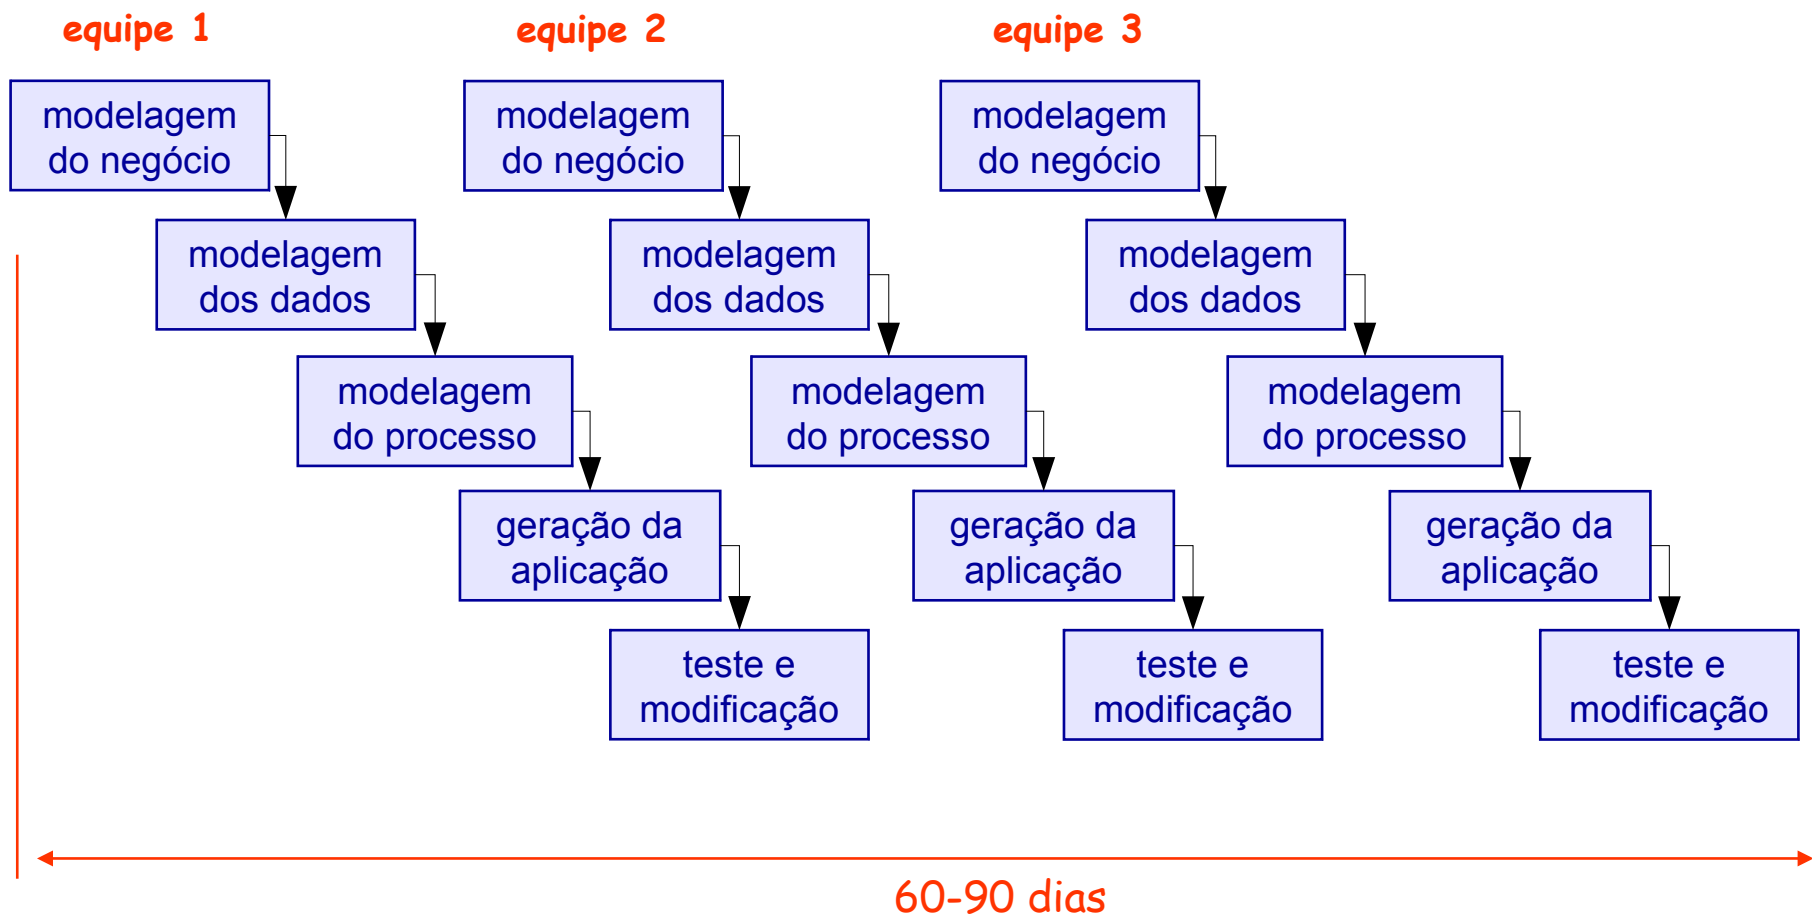 equipe 1
equipe 2
equipe 3
modelagem
do negócio
modelagem
do negócio
modelagem
do negócio
modelagem
dos dados
modelagem
dos dados
modelagem
dos dados
modelagem
do processo
modelagem
do processo
modelagem
do processo
geração da
aplicação
geração da
aplicação
geração da
aplicação
teste e
modificação
teste e
modificação
teste e
modificação
60-90 dias